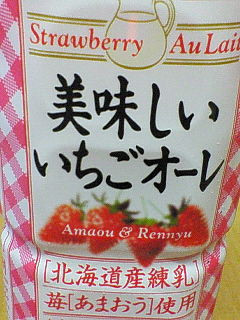 Strawberry Au Lait
美味しい
いちごオーレ
Amaou & Rennyu
[北海道産練乳]
苺[あまおう]使用